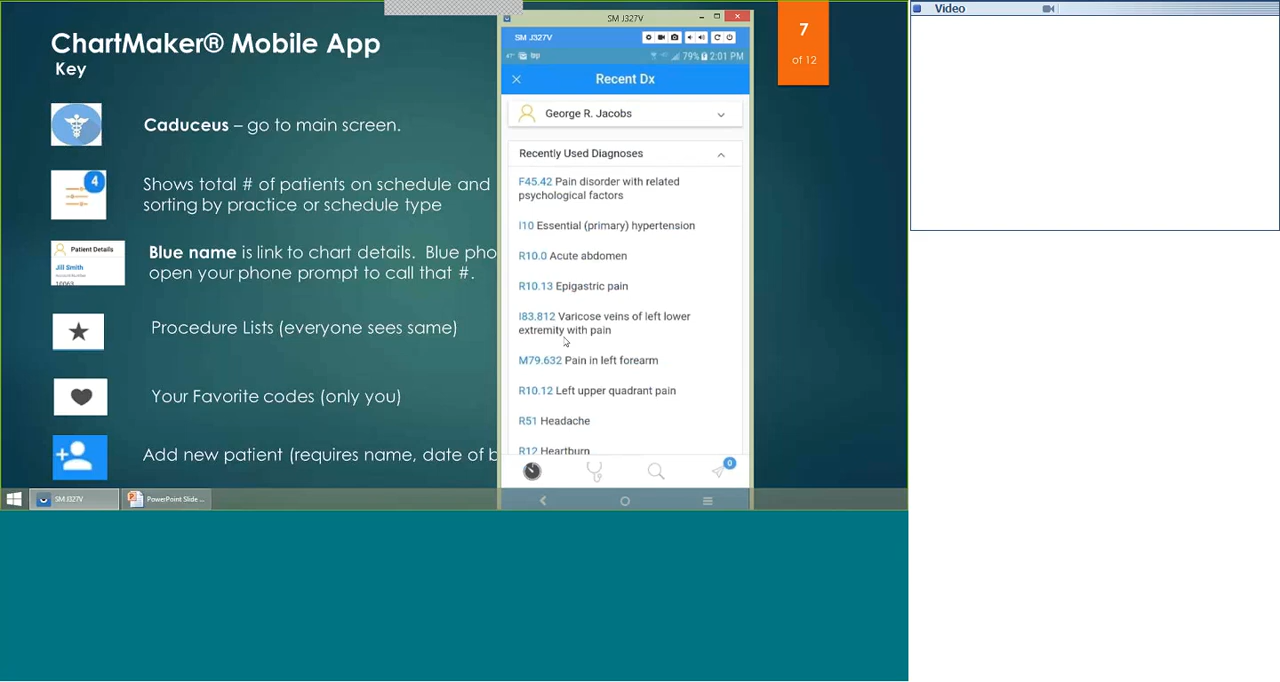 ChartMaker® Mobile App
Key
Caduceus – go to main screen.
4
Shows total # of patients on schedule and
sorting by practice or schedule type
Patient Details
Jill Smith
10063
Blue name is link to chart details. Blue pho
open your phone prompt to call that #.
Procedure Lists (everyone sees same)
Your Favorite codes (only you)
Add new patient (requires name, date of b
SM J327V
SM J327V
79% 2:01 PM
Recent Dx
George R. Jacobs
Recently Used Diagnoses
F45.42 Pain disorder with related
psychological factors
I10 Essential (primary) hypertension
R10.0 Acute abdomen
R10.13 Epigastric pain
I83.812 Varicose veins of left lower
extremity with pain
M79.632 Pain in left forearm
R10.12 Left upper quadrant pain
R51 Headache
R12 Heartburn
0
7
of 12
SM J327V
PowerPoint Slide ...
Video